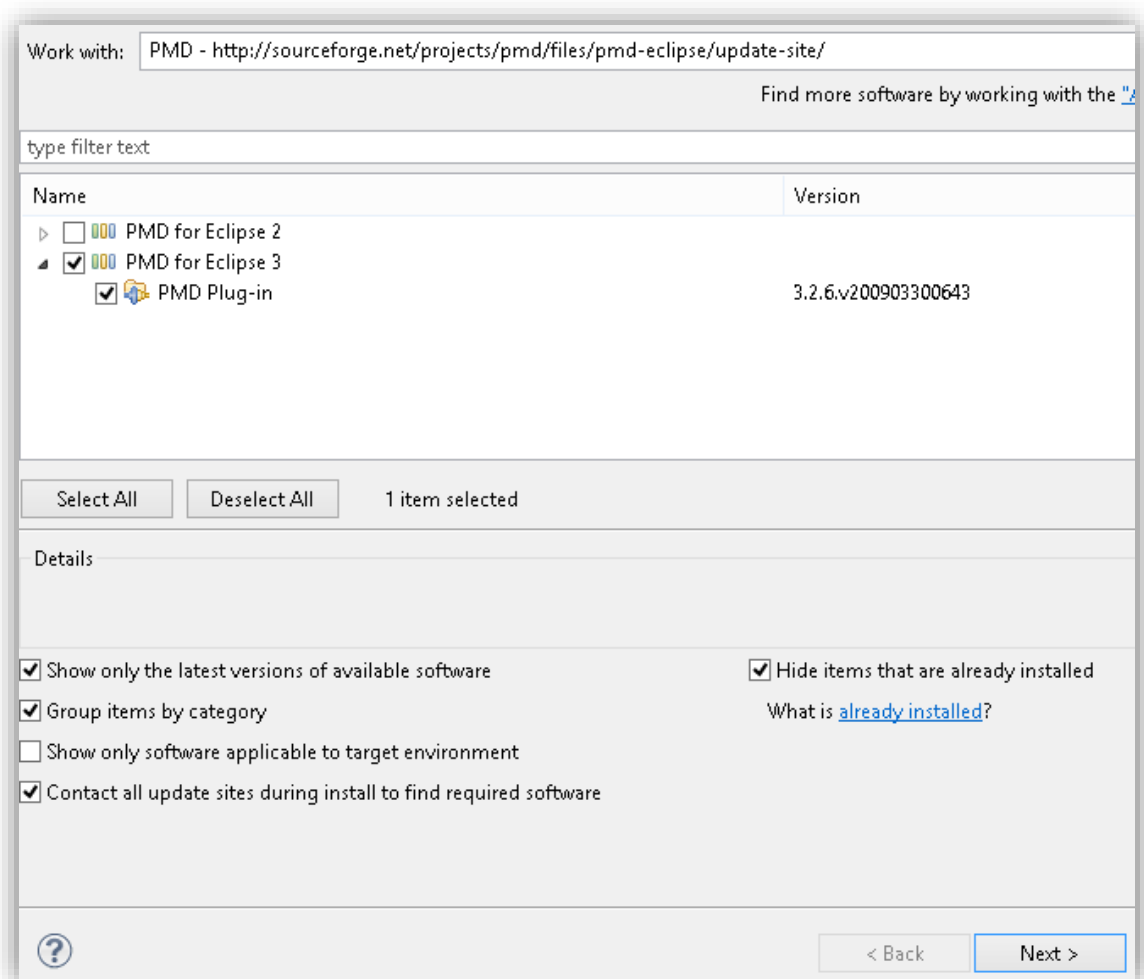 Work with: PMD - http://sourceforge.net/projects/pmd/files/pmd-eclipse/update-site/
Find more software by working with the "A
type filter text
Name Version
PMD for Eclipse 2
PMD for Eclipse 3
PMD Plug-in 3.2.6.v200903300643
Select All Deselect All 1 item selected
Details
Show only the latest versions of available software Hide items that are already installed
Group items by category What is already installed?
Show only software applicable to target environment
Contact all update sites during install to find required software
? < Back Next >